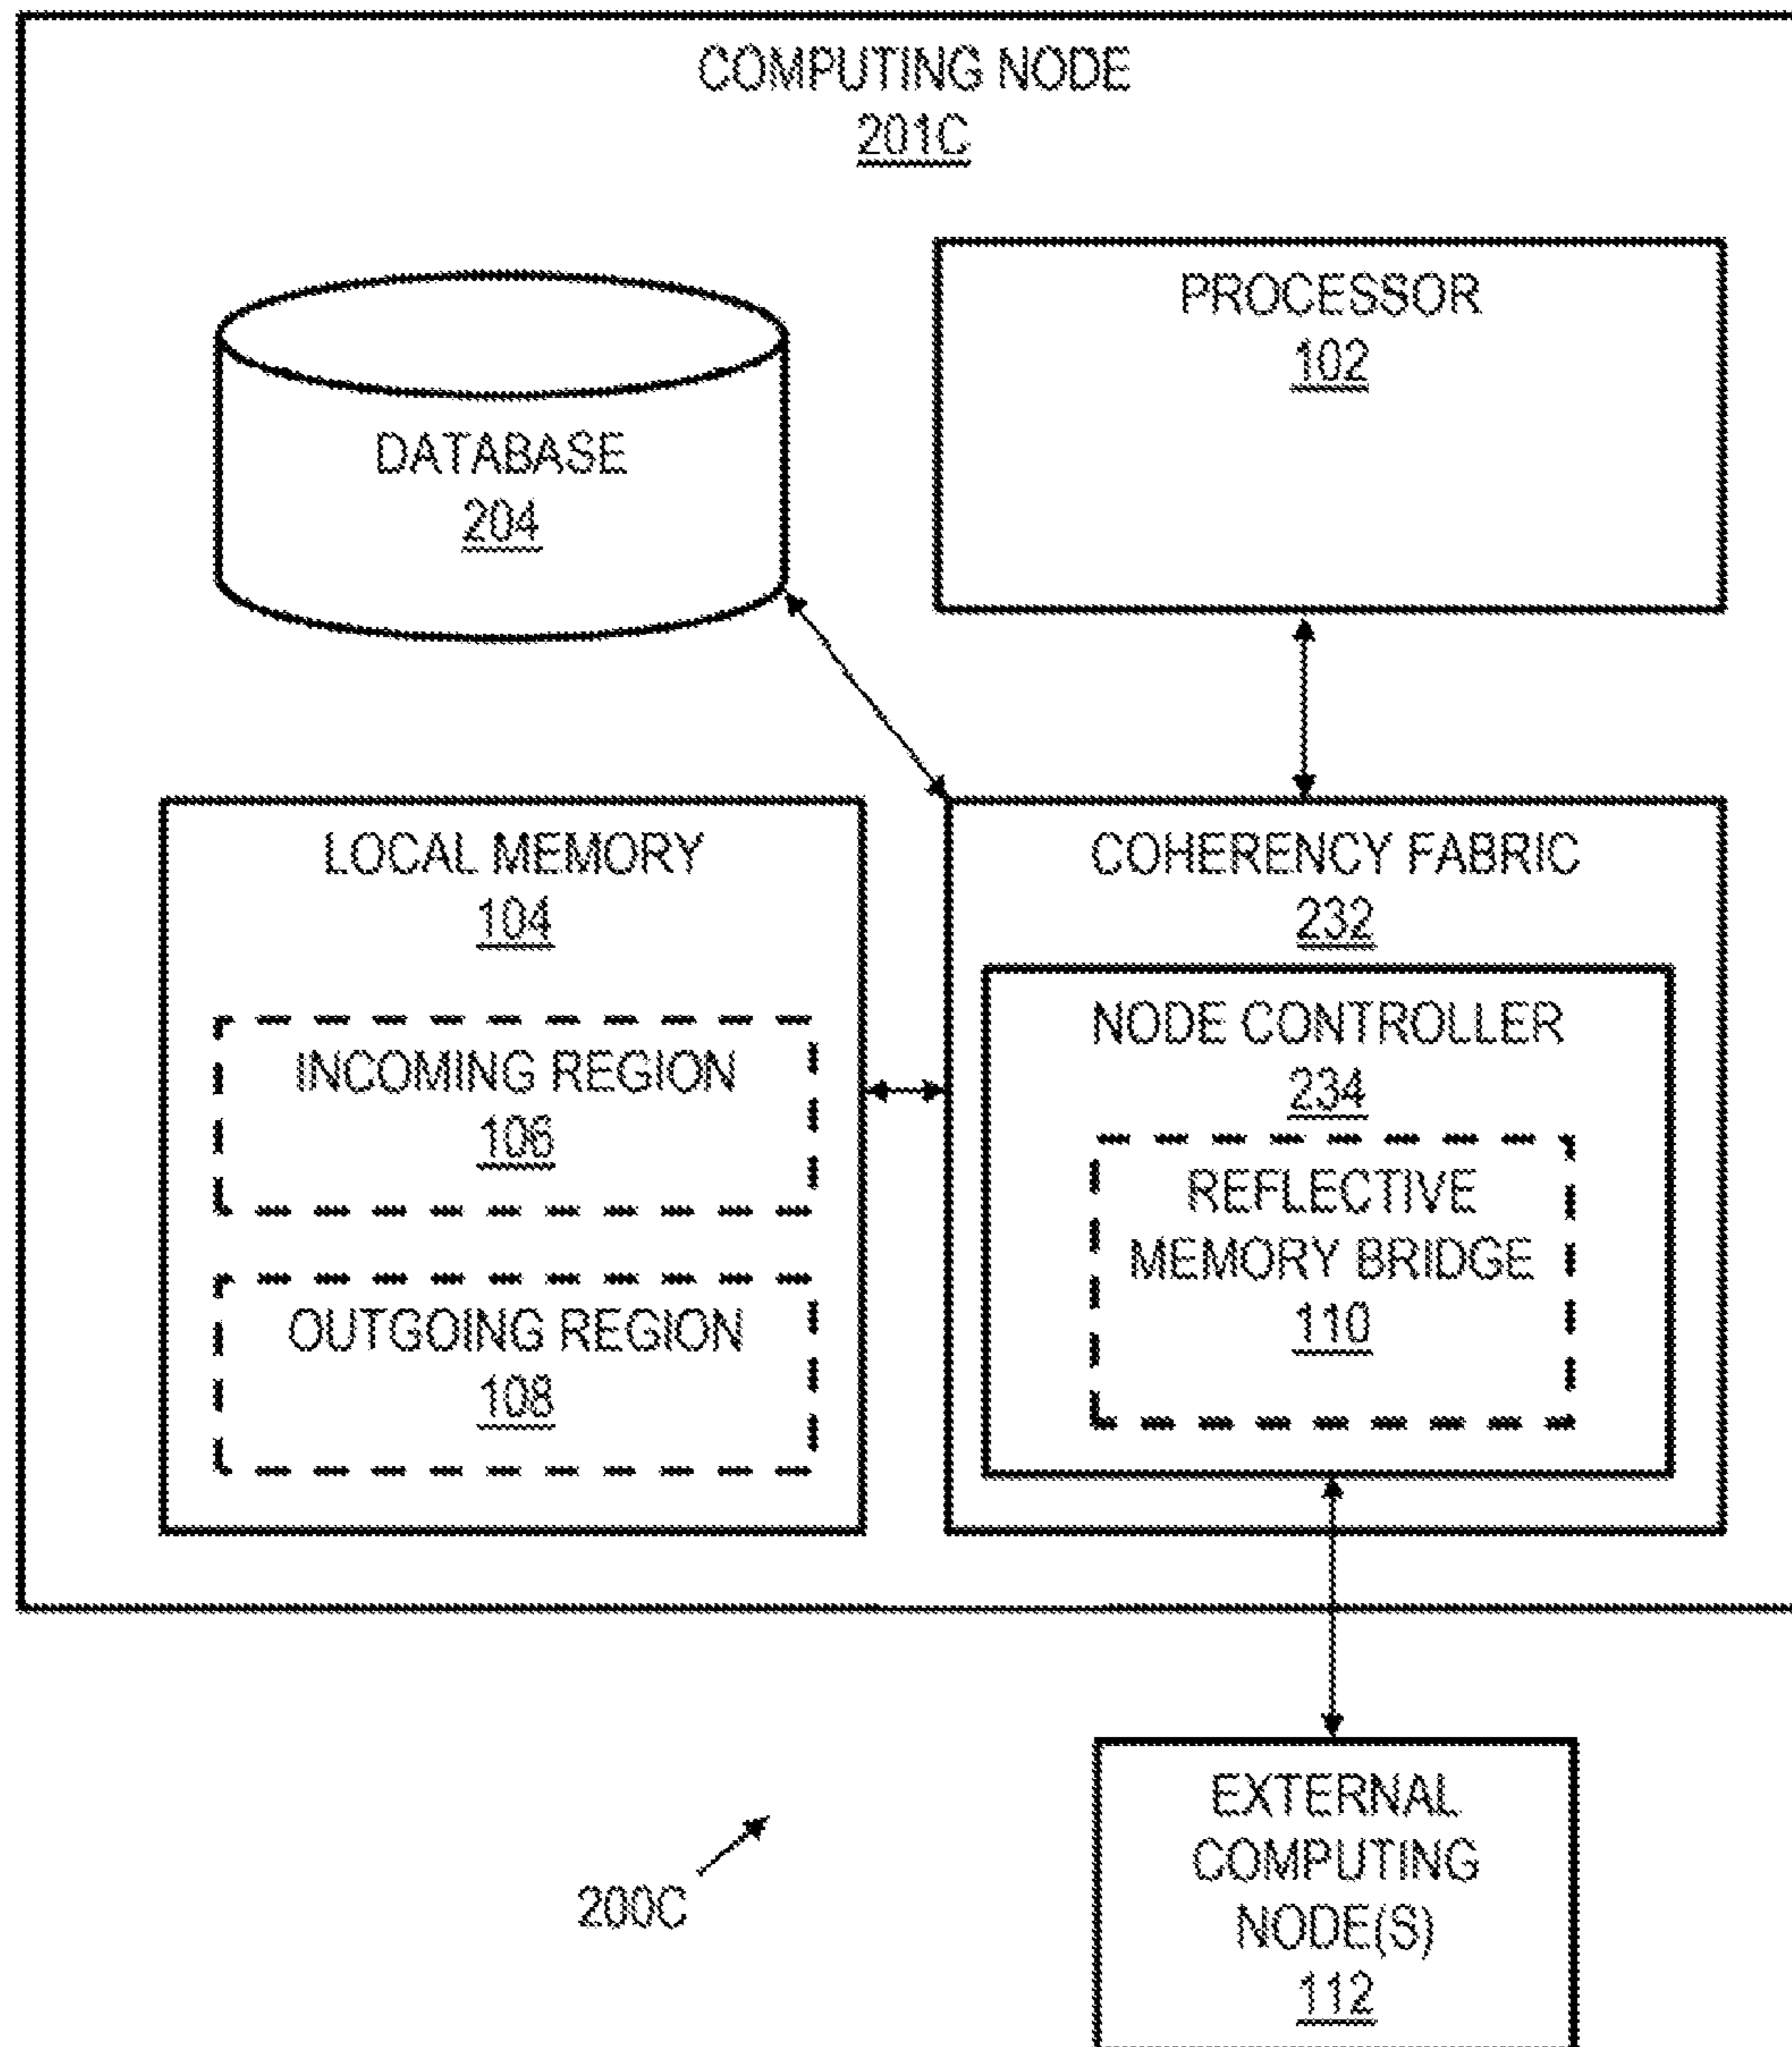 COMPUTING NODE
201C
PROCESSOR
102
DATABASE
204
LOCAL MEMORY
104
INCOMING REGION
106
OUTGOING REGION
108
COHERENCY FABRIC
232
NODE CONTROLLER
234
REFLECTIVE
MEMORY BRIDGE
110
200C
EXTERNAL
COMPUTING
NODE(S)
112